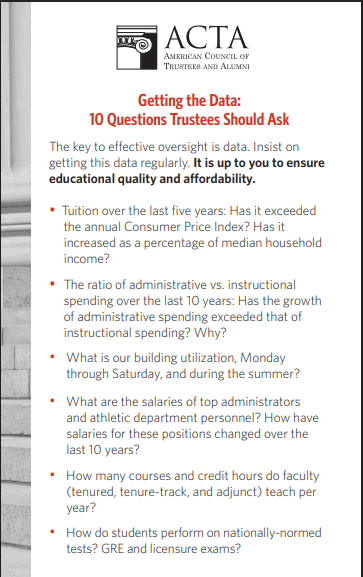 ACTA
AMERICAN COUNCIL OF
TRUSTEES AND ALUMNI
Getting the Data:
10 Questions Trustees Should Ask
The key to effective oversight is data. Insist on
getting this data regularly. It is up to you to ensure
educational quality and affordability.
• Tuition over the last five years: Has it exceeded
the annual Consumer Price Index? Has it
increased as a percentage of median household
income?
• The ratio of administrative vs. instructional
spending over the last 10 years: Has the growth
of administrative spending exceeded that of
instructional spending? Why?
• What is our building utilization, Monday
through Saturday, and during the summer?
• What are the salaries of top administrators
and athletic department personnel? How have
salaries for these positions changed over the
last 10 years?
• How many courses and credit hours do faculty
(tenured, tenure-track, and adjunct) teach per
year?
• How do students perform on nationally-normed
tests? GRE and licensure exams?